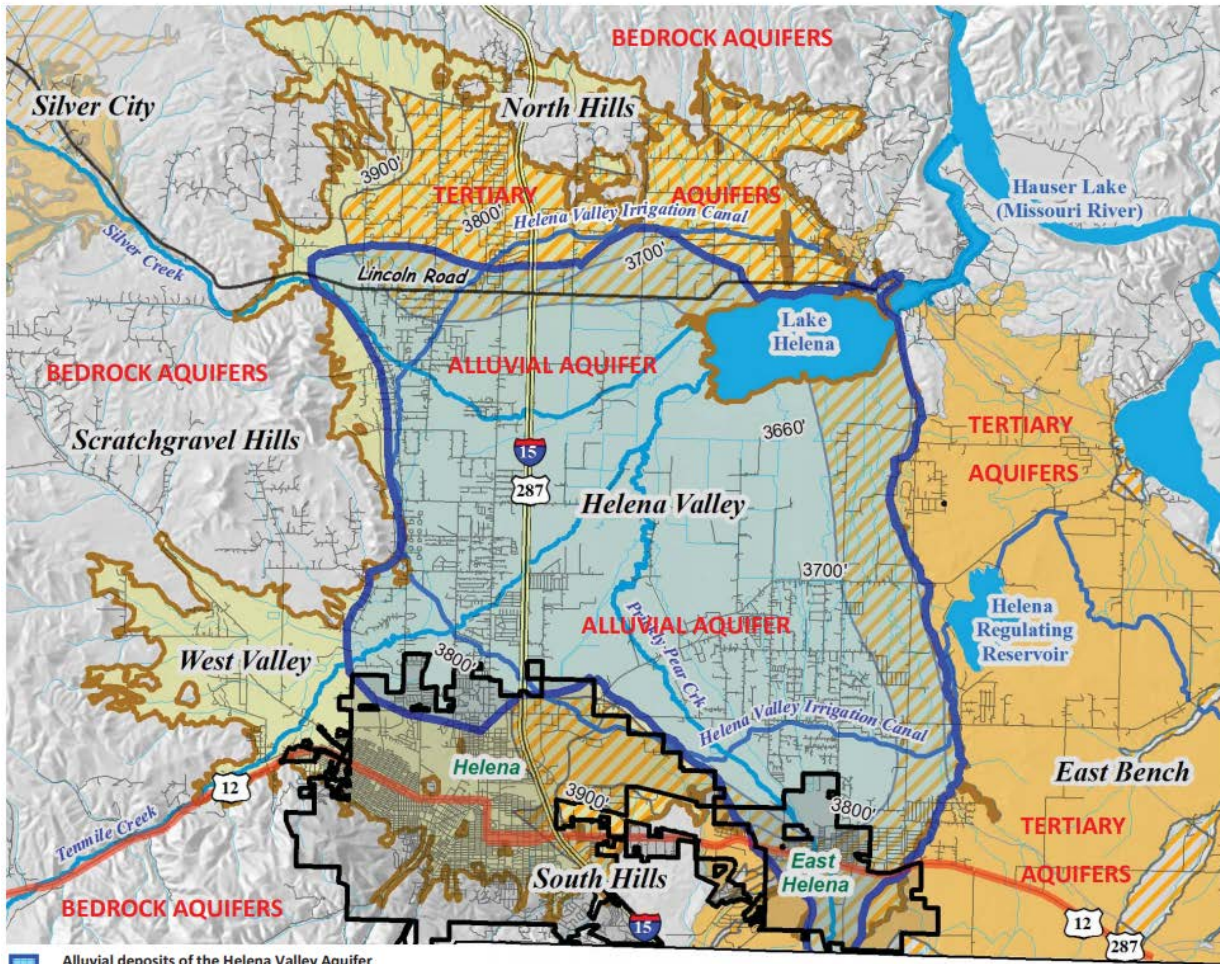 BEDROCK AQUIFERS
Silver City
North Hills
Hauser Lake
(Missouri River)
3900'
TERTIARY
AQUIFERS
3800'
Helena Valley Irrigation Canal
3700'
Silver Creek
Lincoln Road
Lake
Helena
BEDROCK AQUIFERS
ALLUVIAL AQUIFER
Scratchgravel Hills
3660'
TERTIARY
AQUIFERS
15
287
Helena Valley
3700'
ALLUVIAL AQUIFER
Helena
Regulating
Reservoir
Prickly Pear Crk
West Valley
3800'
Helena Valley Irrigation Canal
Helena
East Bench
12
3900'
3800'
Tenmile Creek
TERTIARY
AQUIFERS
East
Helena
South Hills
BEDROCK AQUIFERS
15
12
287
Alluvial deposits of the Helena Valley Aquifer